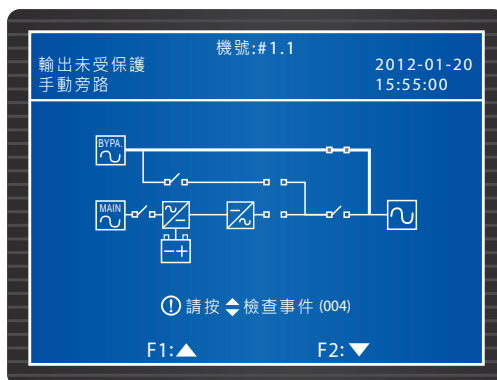 機號:#1.1
輸出未受保護
手動旁路
2012-01-20
15:55:00
BYPA.
MAIN
請按 檢查事件 (004)
F1:
F2: